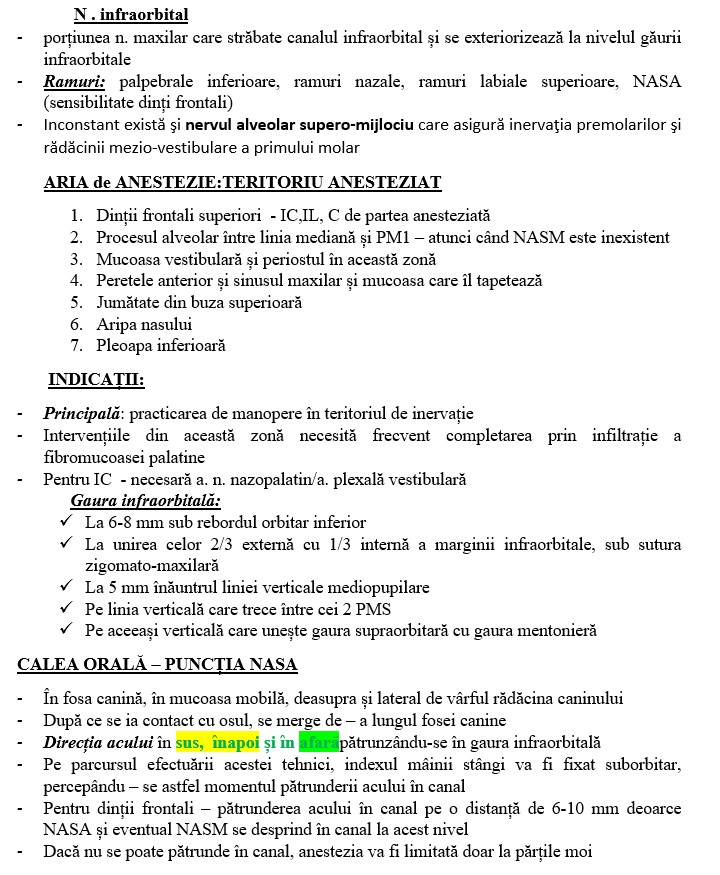 N . infraorbital
- porțiunea n. maxilar care străbate canalul infraorbital și se exteriorizează la nivelul găurii
infraorbitale
- Ramuri: palpebrale inferioare, ramuri nazale, ramuri labiale superioare, NASA
(sensibilitate dinți frontali)
- Inconstant există şi nervul alveolar supero-mijlociu care asigură inervaţia premolarilor şi
rădăcinii mezio-vestibulare a primului molar
ARIA de ANESTEZIE:TERITORIU ANESTEZIAT
1. Dinții frontali superiori - IC,IL, C de partea anesteziată
2. Procesul alveolar între linia mediană și PM1 – atunci când NASM este inexistent
3. Mucoasa vestibulară și periostul în această zonă
4. Peretele anterior și sinusul maxilar și mucoasa care îl tapetează
5. Jumătate din buza superioară
6. Aripa nasului
7. Pleoapa inferioară
INDICAȚII:
- Principală: practicarea de manopere în teritoriul de inervație
- Intervențiile din această zonă necesită frecvent completarea prin infiltrație a
fibromucoasei palatine
- Pentru IC - necesară a. n. nazopalatin/a. plexală vestibulară
Gaura infraorbitală:
✓ La 6-8 mm sub rebordul orbitar inferior
✓ La unirea celor 2/3 externă cu 1/3 internă a marginii infraorbitale, sub sutura
zigomato-maxilară
✓ La 5 mm înăuntrul liniei verticale mediopupilare
✓ Pe linia verticală care trece între cei 2 PMS
✓ Pe aceeași verticală care unește gaura supraorbitară cu gaura mentonieră
CALEA ORALĂ – PUNCȚIA NASA
- În fosa canină, în mucoasa mobilă, deasupra și lateral de vârful rădăcina caninului
- După ce se ia contact cu osul, se merge de – a lungul fosei canine
- Direcția acului în sus, înapoi și în afarăpătrunzându-se în gaura infraorbitală
- Pe parcursul efectuării acestei tehnici, indexul mâinii stângi va fi fixat suborbitar,
percepându – se astfel momentul pătrunderii acului în canal
- Pentru dinții frontali – pătrunderea acului în canal pe o distanță de 6-10 mm deoarce
NASA și eventual NASM se desprind în canal la acest nivel
- Dacă nu se poate pătrunde în canal, anestezia va fi limitată doar la părțile moi